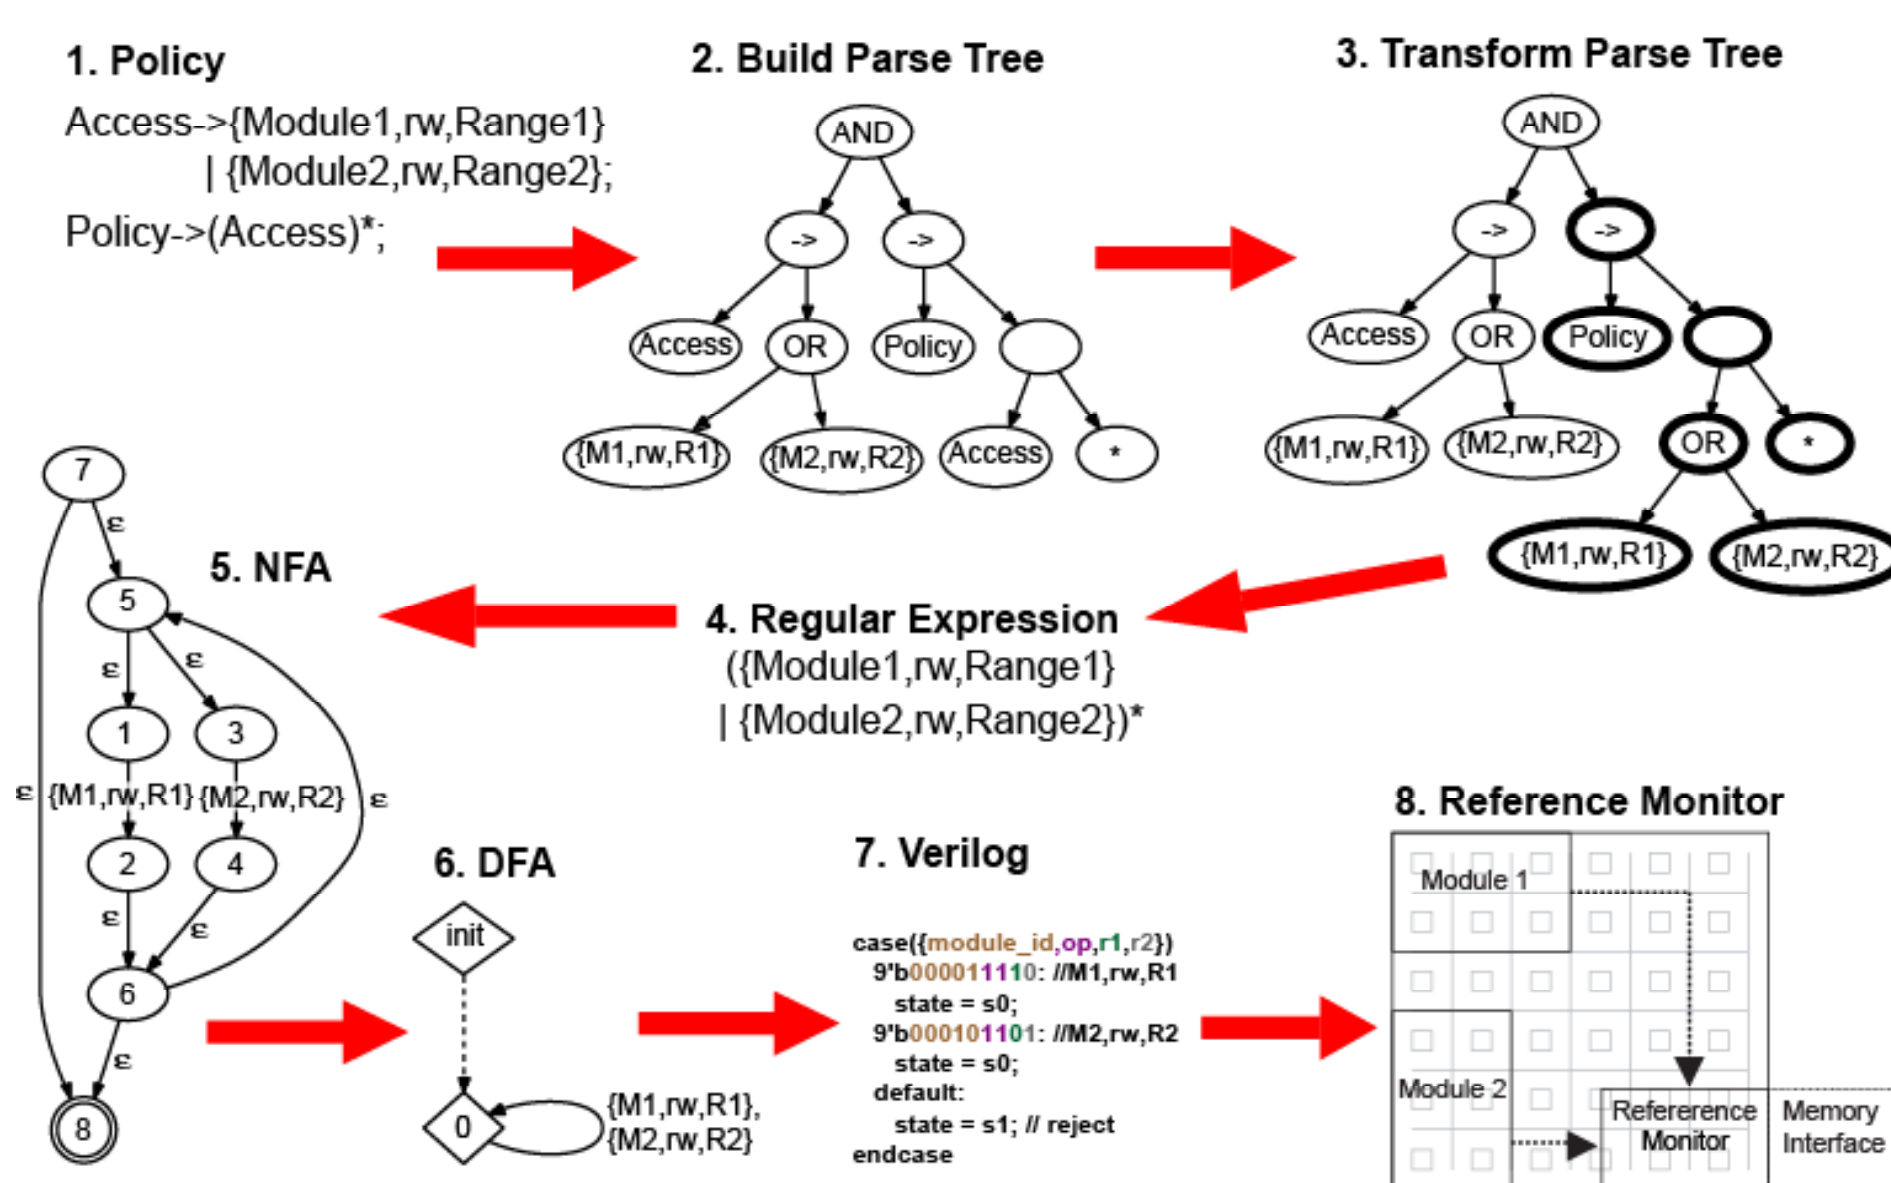 1. Policy
Access->{Module1,rw,Range1}
| {Module2,rw,Range2};
Policy->(Access)*;
2. Build Parse Tree
AND
-> ->
Access OR Policy
{M1,rw,R1} {M2,rw,R2} Access *
3. Transform Parse Tree
AND
-> ->
Access OR Policy
{M1,rw,R1} {M2,rw,R2} OR *
{M1,rw,R1} {M2,rw,R2}
4. Regular Expression
({Module1,rw,Range1}
| {Module2,rw,Range2})*
5. NFA
7
ε
5
ε ε
1 3
ε {M1,rw,R1} {M2,rw,R2} ε
2 4
ε ε
6
ε
8
6. DFA
init
0
{M1,rw,R1},
{M2,rw,R2}
7. Verilog
case({module_id,op,r1,r2})
9'b000011110: //M1,rw,R1
state = s0;
9'b000101101: //M2,rw,R2
state = s0;
default:
state = s1; // reject
endcase
8. Reference Monitor
Module 1
Module 2
Refererence
Monitor
Memory
Interface